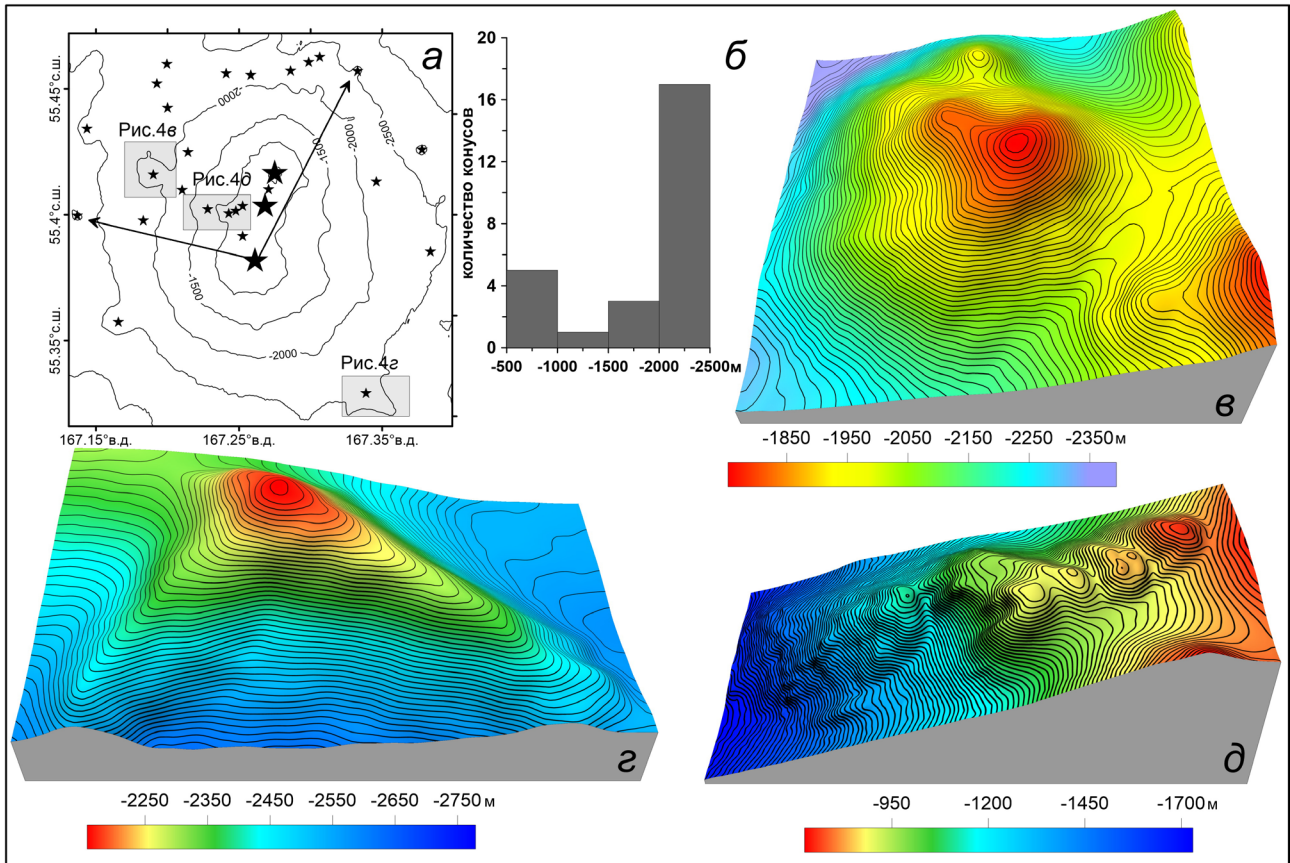 а
55.45°с.ш.
55.4°с.ш.
55.35°с.ш.
167.15°в.д.
167.25°в.д.
167.35°в.д.
Рис.4в
Рис.4д
Рис.4г
-2000
-2500
-2000
-1500
-1500
-2000
б
количество конусов
20
16
12
8
4
0
-500
-1000
-1500
-2000
-2500м
в
-1850 -1950 -2050 -2150 -2250 -2350 м
г
-2250 -2350 -2450 -2550 -2650 -2750 м
д
-950 -1200 -1450 -1700 м